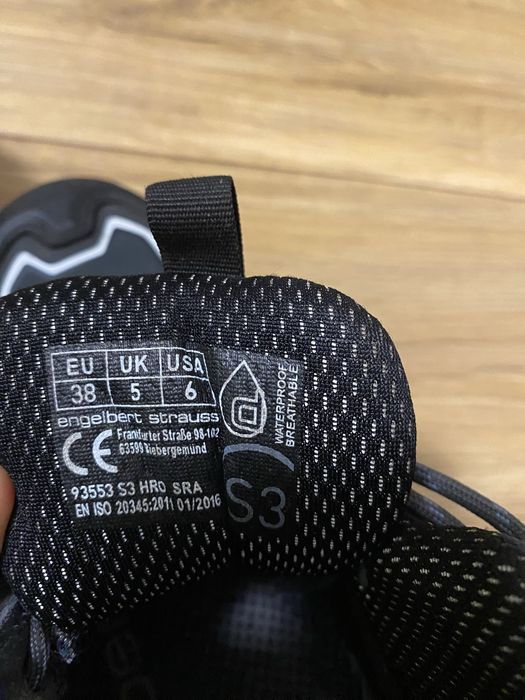 EU UK USA
38 5 6
engelbert strauss
CE Frankfurter Straße 98-102
63599 Biebergemünd
93553 S3 HRO SRA
EN ISO 20345:2011 01/2016
WATERPROOF
BREATHABLE
S3